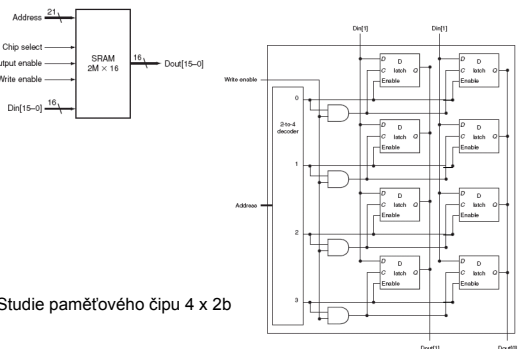 Address 21
Chip select
utput enable
Write enable
Din[15–0] 16
SRAM
2M × 16
16 Dout[15–0]
Din[1] Din[1]
Write enable
2-to-4
decoder
Address
0
D D
C latch Q
Enable
D D
C latch Q
Enable
1
D D
C latch Q
Enable
D D
C latch Q
Enable
2
D D
C latch Q
Enable
D D
C latch Q
Enable
3
D D
C latch Q
Enable
D D
C latch Q
Enable
Dout[1] Dout[0]
Studie paměťového čipu 4 x 2b